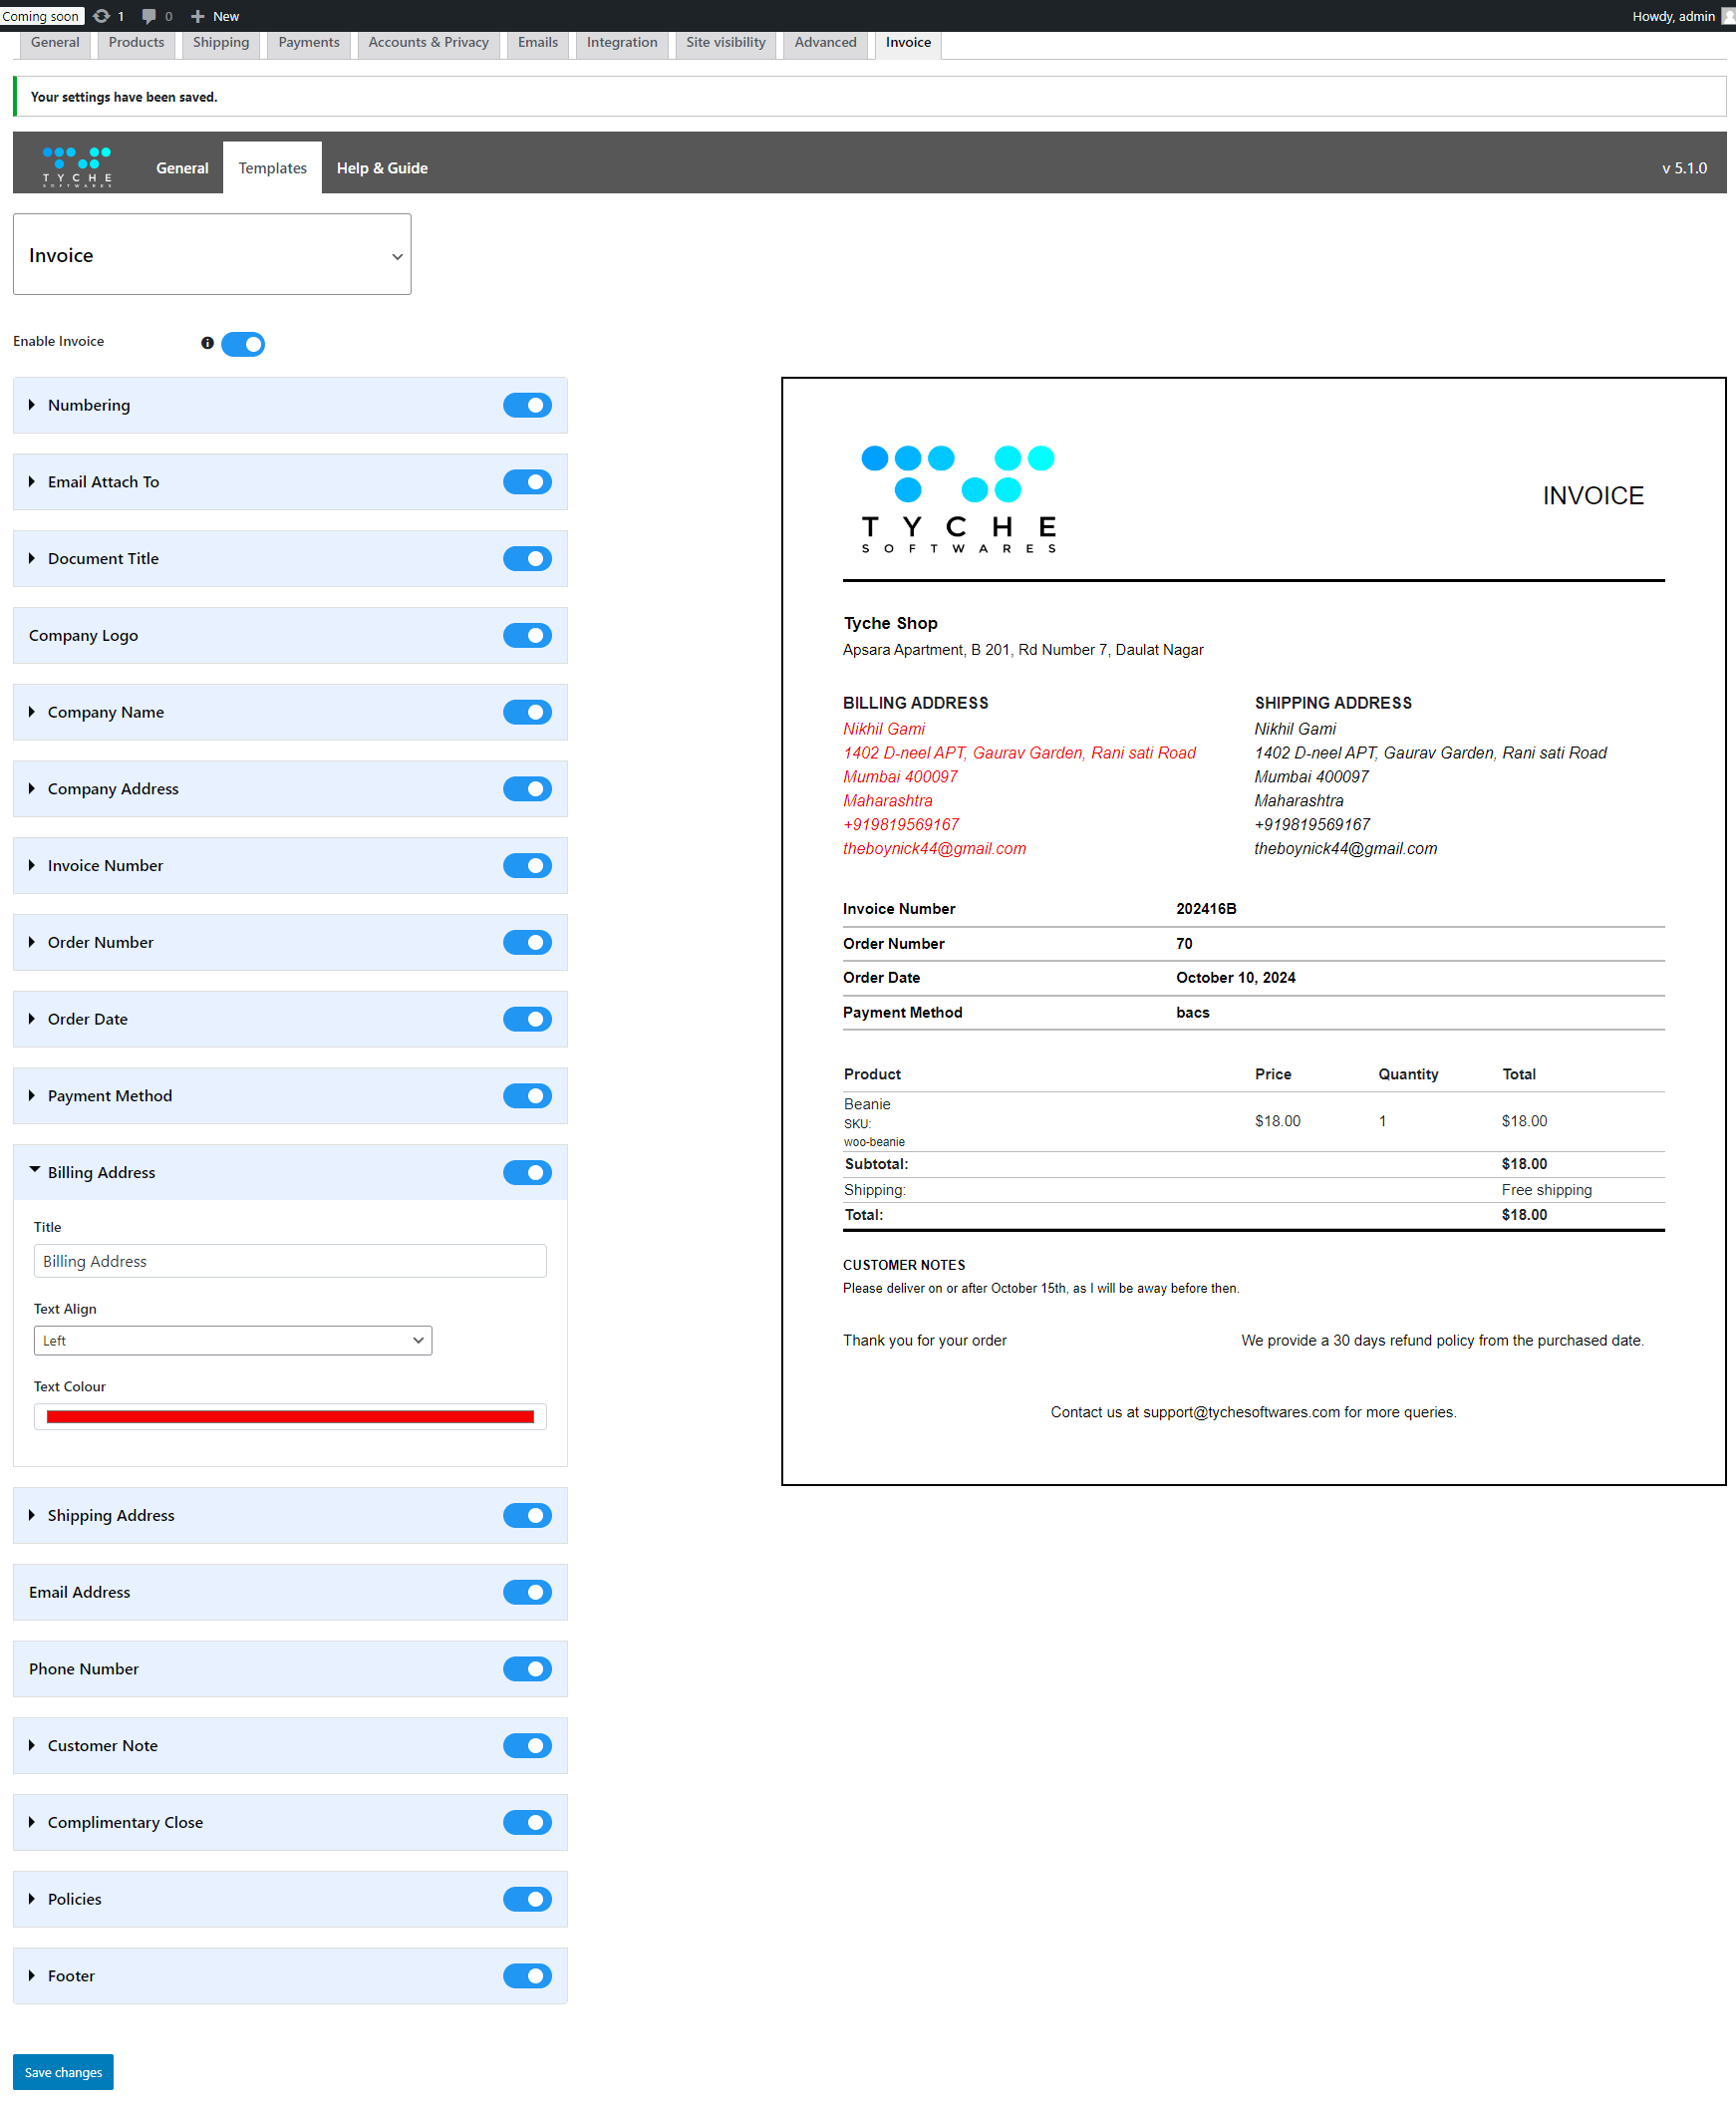 Coming soon 1 0 New Howdy, admin
General Products Shipping Payments Accounts & Privacy Emails Integration Site visibility Advanced Invoice
Your settings have been saved.
TYCHE
SOFTWARES
General Templates Help & Guide v 5.1.0
Invoice
Enable Invoice
Numbering
Email Attach To
Document Title
Company Logo
Company Name
Company Address
Invoice Number
Order Number
Order Date
Payment Method
Billing Address
Title
Billing Address
Text Align
Left
Text Colour
Shipping Address
Email Address
Phone Number
Customer Note
Complimentary Close
Policies
Footer
Save changes
TYCHE
SOFTWARES
INVOICE
Tyche Shop
Apsara Apartment, B 201, Rd Number 7, Daulat Nagar
BILLING ADDRESS
Nikhil Gami
1402 D-neel APT, Gaurav Garden, Rani sati Road
Mumbai 400097
Maharashtra
+919819569167
theboynick44@gmail.com
SHIPPING ADDRESS
Nikhil Gami
1402 D-neel APT, Gaurav Garden, Rani sati Road
Mumbai 400097
Maharashtra
+919819569167
theboynick44@gmail.com
Invoice Number 202416B
Order Number 70
Order Date October 10, 2024
Payment Method bacs
Product Price Quantity Total
Beanie
SKU:
woo-beanie
$18.00 1 $18.00
Subtotal: $18.00
Shipping: Free shipping
Total: $18.00
CUSTOMER NOTES
Please deliver on or after October 15th, as I will be away before then.
Thank you for your order We provide a 30 days refund policy from the purchased date.
Contact us at support@tychesoftwares.com for more queries.